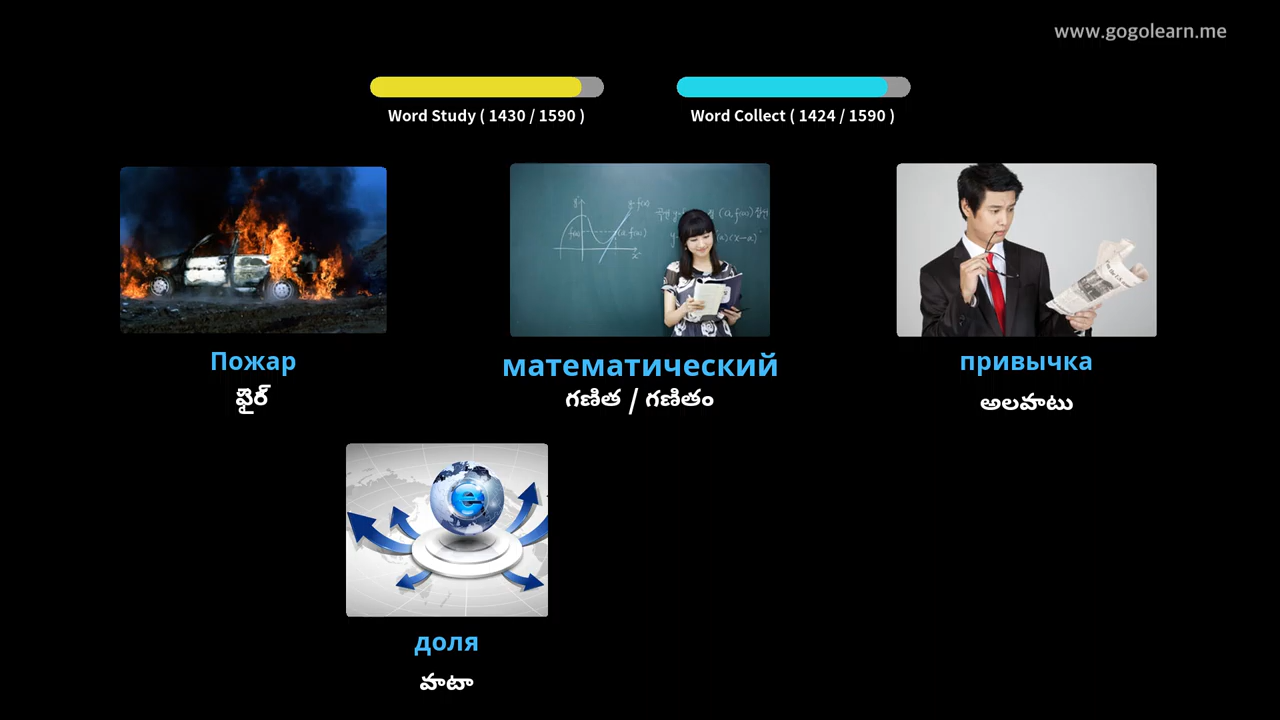 www.gogolearn.me
Word Study ( 1430 / 1590 )
Word Collect ( 1424 / 1590 )
Пожар
ఫైర్
математический
గణిత / గణితం
привычка
అలవాటు
доля
వాటా